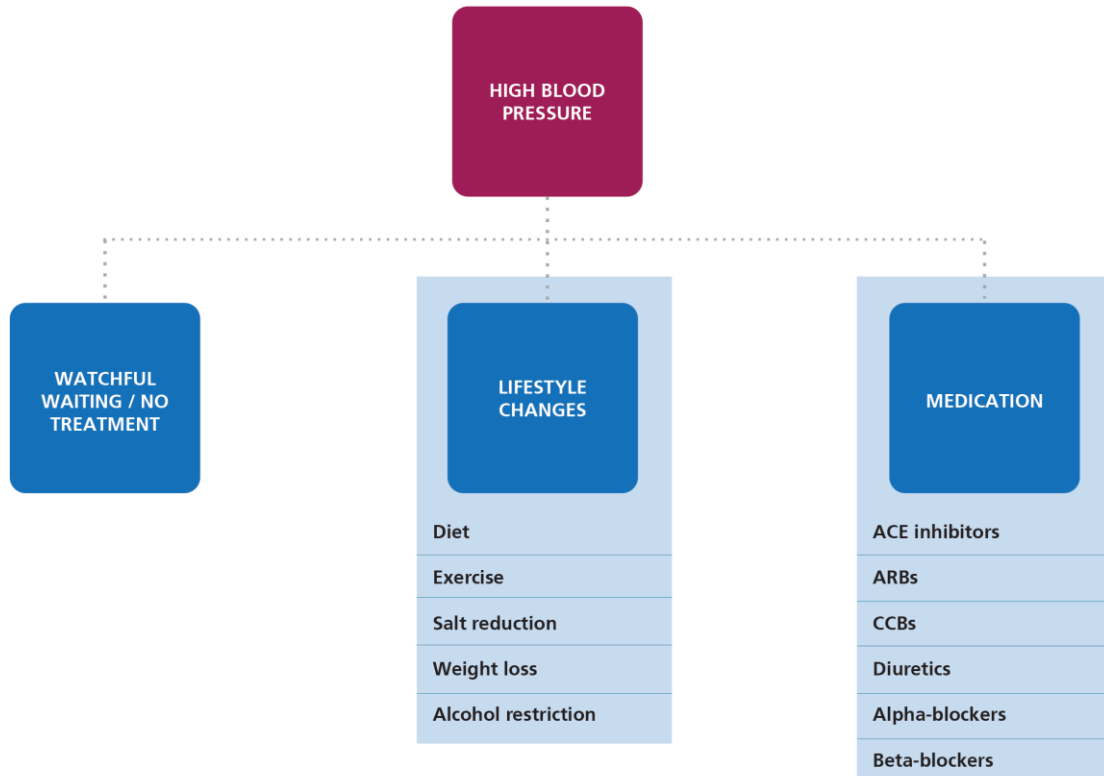 HIGH BLOOD
PRESSURE
WATCHFUL
WAITING / NO
TREATMENT
LIFESTYLE
CHANGES
Diet
Exercise
Salt reduction
Weight loss
Alcohol restriction
MEDICATION
ACE inhibitors
ARBs
CCBs
Diuretics
Alpha-blockers
Beta-blockers